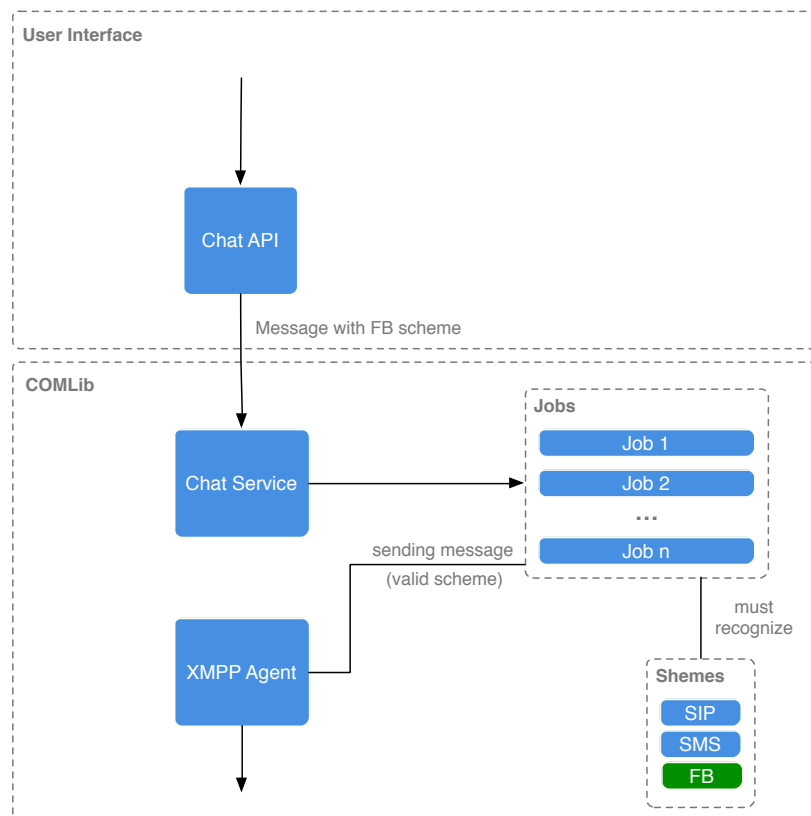 User Interface
Chat API
Message with FB scheme
COMLib
Jobs
Job 1
Chat Service
Job 2
...
sending message
Job n
(valid scheme)
must
recognize
XMPP Agent
Shemes
SIP
SMS
FB